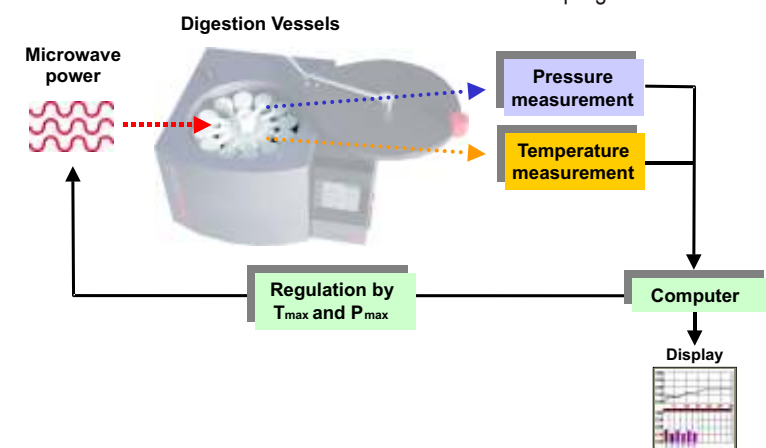 Digestion Vessels
Microwave
power
Pressure
measurement
Temperature
measurement
Regulation by
Tmax and Pmax
Computer
Display